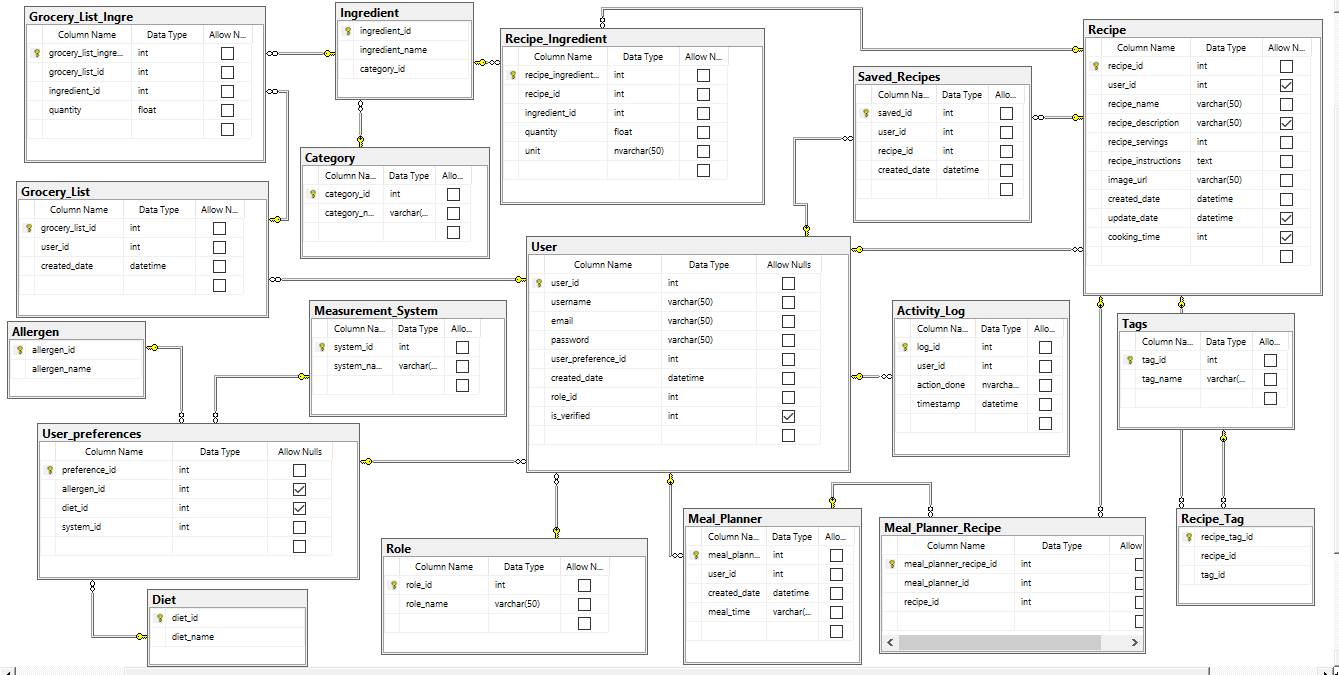 Grocery_List_Ingre
Column Name Data Type Allow N...
grocery_list_ingre... int
grocery_list_id int
ingredient_id int
quantity float
Ingredient
ingredient_id
ingredient_name
category_id
Recipe_Ingredient
Column Name Data Type Allow N...
recipe_ingredient... int
recipe_id int
ingredient_id int
quantity float
unit nvarchar(50)
Saved_Recipes
Column Na... Data Type Allo...
saved_id int
user_id int
recipe_id int
created_date datetime
Recipe
Column Name Data Type Allow N...
recipe_id int
user_id int
recipe_name varchar(50)
recipe_description varchar(50)
recipe_servings int
recipe_instructions text
image_url varchar(50)
created_date datetime
update_date datetime
cooking_time int
Category
Column Na... Data Type Allo...
category_id int
category_n... varchar(...
Grocery_List
Column Name Data Type Allow N...
grocery_list_id int
user_id int
created_date datetime
User
Column Name Data Type Allow Nulls
user_id int
username varchar(50)
email varchar(50)
password varchar(50)
user_preference_id int
created_date datetime
role_id int
is_verified int
Measurement_System
Column Na... Data Type Allo...
system_id int
system_na... varchar(...
Activity_Log
Column Na... Data Type Allo...
log_id int
user_id int
action_done nvarcha...
timestamp datetime
Tags
Column Na... Data Type Allo...
tag_id int
tag_name varchar(...
Allergen
allergen_id
allergen_name
User_preferences
Column Name Data Type Allow Nulls
preference_id int
allergen_id int
diet_id int
system_id int
Role
Column Name Data Type Allow N...
role_id int
role_name varchar(50)
Meal_Planner
Column Na... Data Type Allo...
meal_plann... int
user_id int
created_date datetime
meal_time varchar(...
Meal_Planner_Recipe
Column Name Data Type Allow
meal_planner_recipe_id int
meal_planner_id int
recipe_id int
Recipe_Tag
recipe_tag_id
recipe_id
tag_id
Diet
diet_id
diet_name